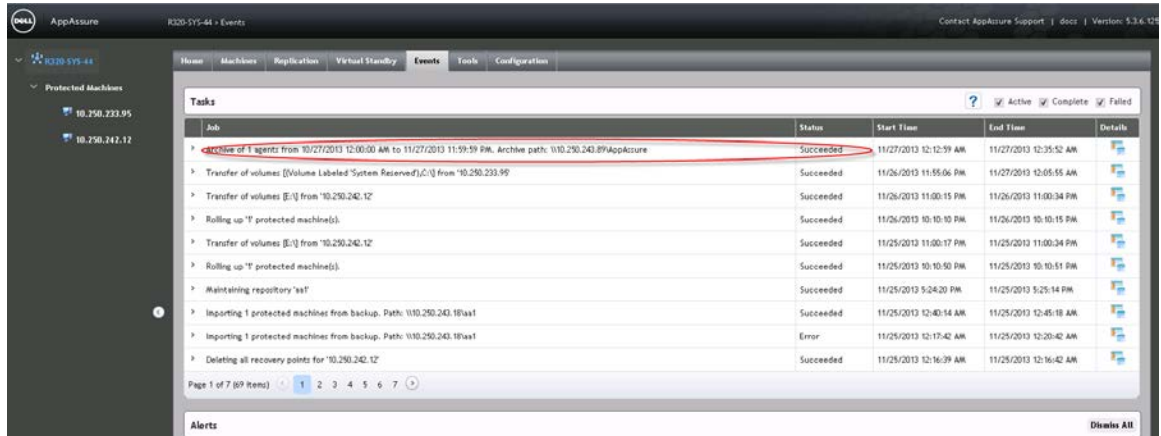 DELL AppAssure R320-SYS-44 › Events Contact AppAssure Support | docs | Version: 5.3.6.125
R320-SYS-44
Home Machines Replication Virtual Standby Events Tools Configuration
Protected Machines
10.250.233.95
10.250.242.12
Tasks ? Active Complete Failed
Job Status Start Time End Time Details
Archive of 1 agents from 10/27/2013 12:00:00 AM to 11/27/2013 11:59:59 PM. Archive path: \\10.250.243.89\AppAssure Succeeded 11/27/2013 12:12:59 AM 11/27/2013 12:35:52 AM
Transfer of volumes [(Volume Labeled 'System Reserved'),C:\] from '10.250.233.95' Succeeded 11/26/2013 11:55:06 PM 11/27/2013 12:05:55 AM
Transfer of volumes [E:\] from '10.250.242.12' Succeeded 11/26/2013 11:00:15 PM 11/26/2013 11:00:34 PM
Rolling up '1' protected machine(s). Succeeded 11/26/2013 10:10:10 PM 11/26/2013 10:10:15 PM
Transfer of volumes [E:\] from '10.250.242.12' Succeeded 11/25/2013 11:00:17 PM 11/25/2013 11:00:34 PM
Rolling up '1' protected machine(s). Succeeded 11/25/2013 10:10:50 PM 11/25/2013 10:10:51 PM
Maintaining repository 'aa1' Succeeded 11/25/2013 5:24:20 PM 11/25/2013 5:25:14 PM
Importing 1 protected machines from backup. Path: \\10.250.243.18\aa1 Succeeded 11/25/2013 12:40:14 AM 11/25/2013 12:45:18 AM
Importing 1 protected machines from backup. Path: \\10.250.243.18\aa1 Error 11/25/2013 12:17:42 AM 11/25/2013 12:20:42 AM
Deleting all recovery points for '10.250.242.12' Succeeded 11/25/2013 12:16:39 AM 11/25/2013 12:16:42 AM
Page 1 of 7 (69 items) 1 2 3 4 5 6 7
Alerts Dismiss All